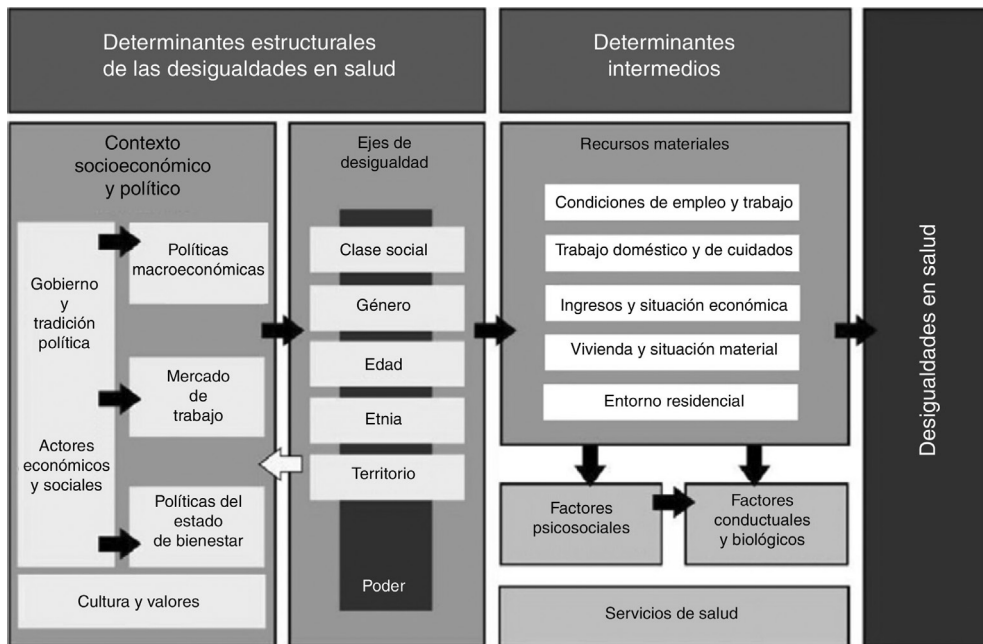 Determinantes estructurales
de las desigualdades en salud
Determinantes
intermedios
Contexto
socioeconómico
y político
Gobierno
y
tradición
política
Actores
económicos
y sociales
Políticas
macroeconómicas
Mercado
de
trabajo
Políticas del
estado
de bienestar
Cultura y valores
Ejes de
desigualdad
Clase social
Género
Edad
Etnia
Territorio
Poder
Recursos materiales
Condiciones de empleo y trabajo
Trabajo doméstico y de cuidados
Ingresos y situación económica
Vivienda y situación material
Entorno residencial
Factores
psicosociales
Factores
conductuales
y biológicos
Servicios de salud
Desigualdades en salud